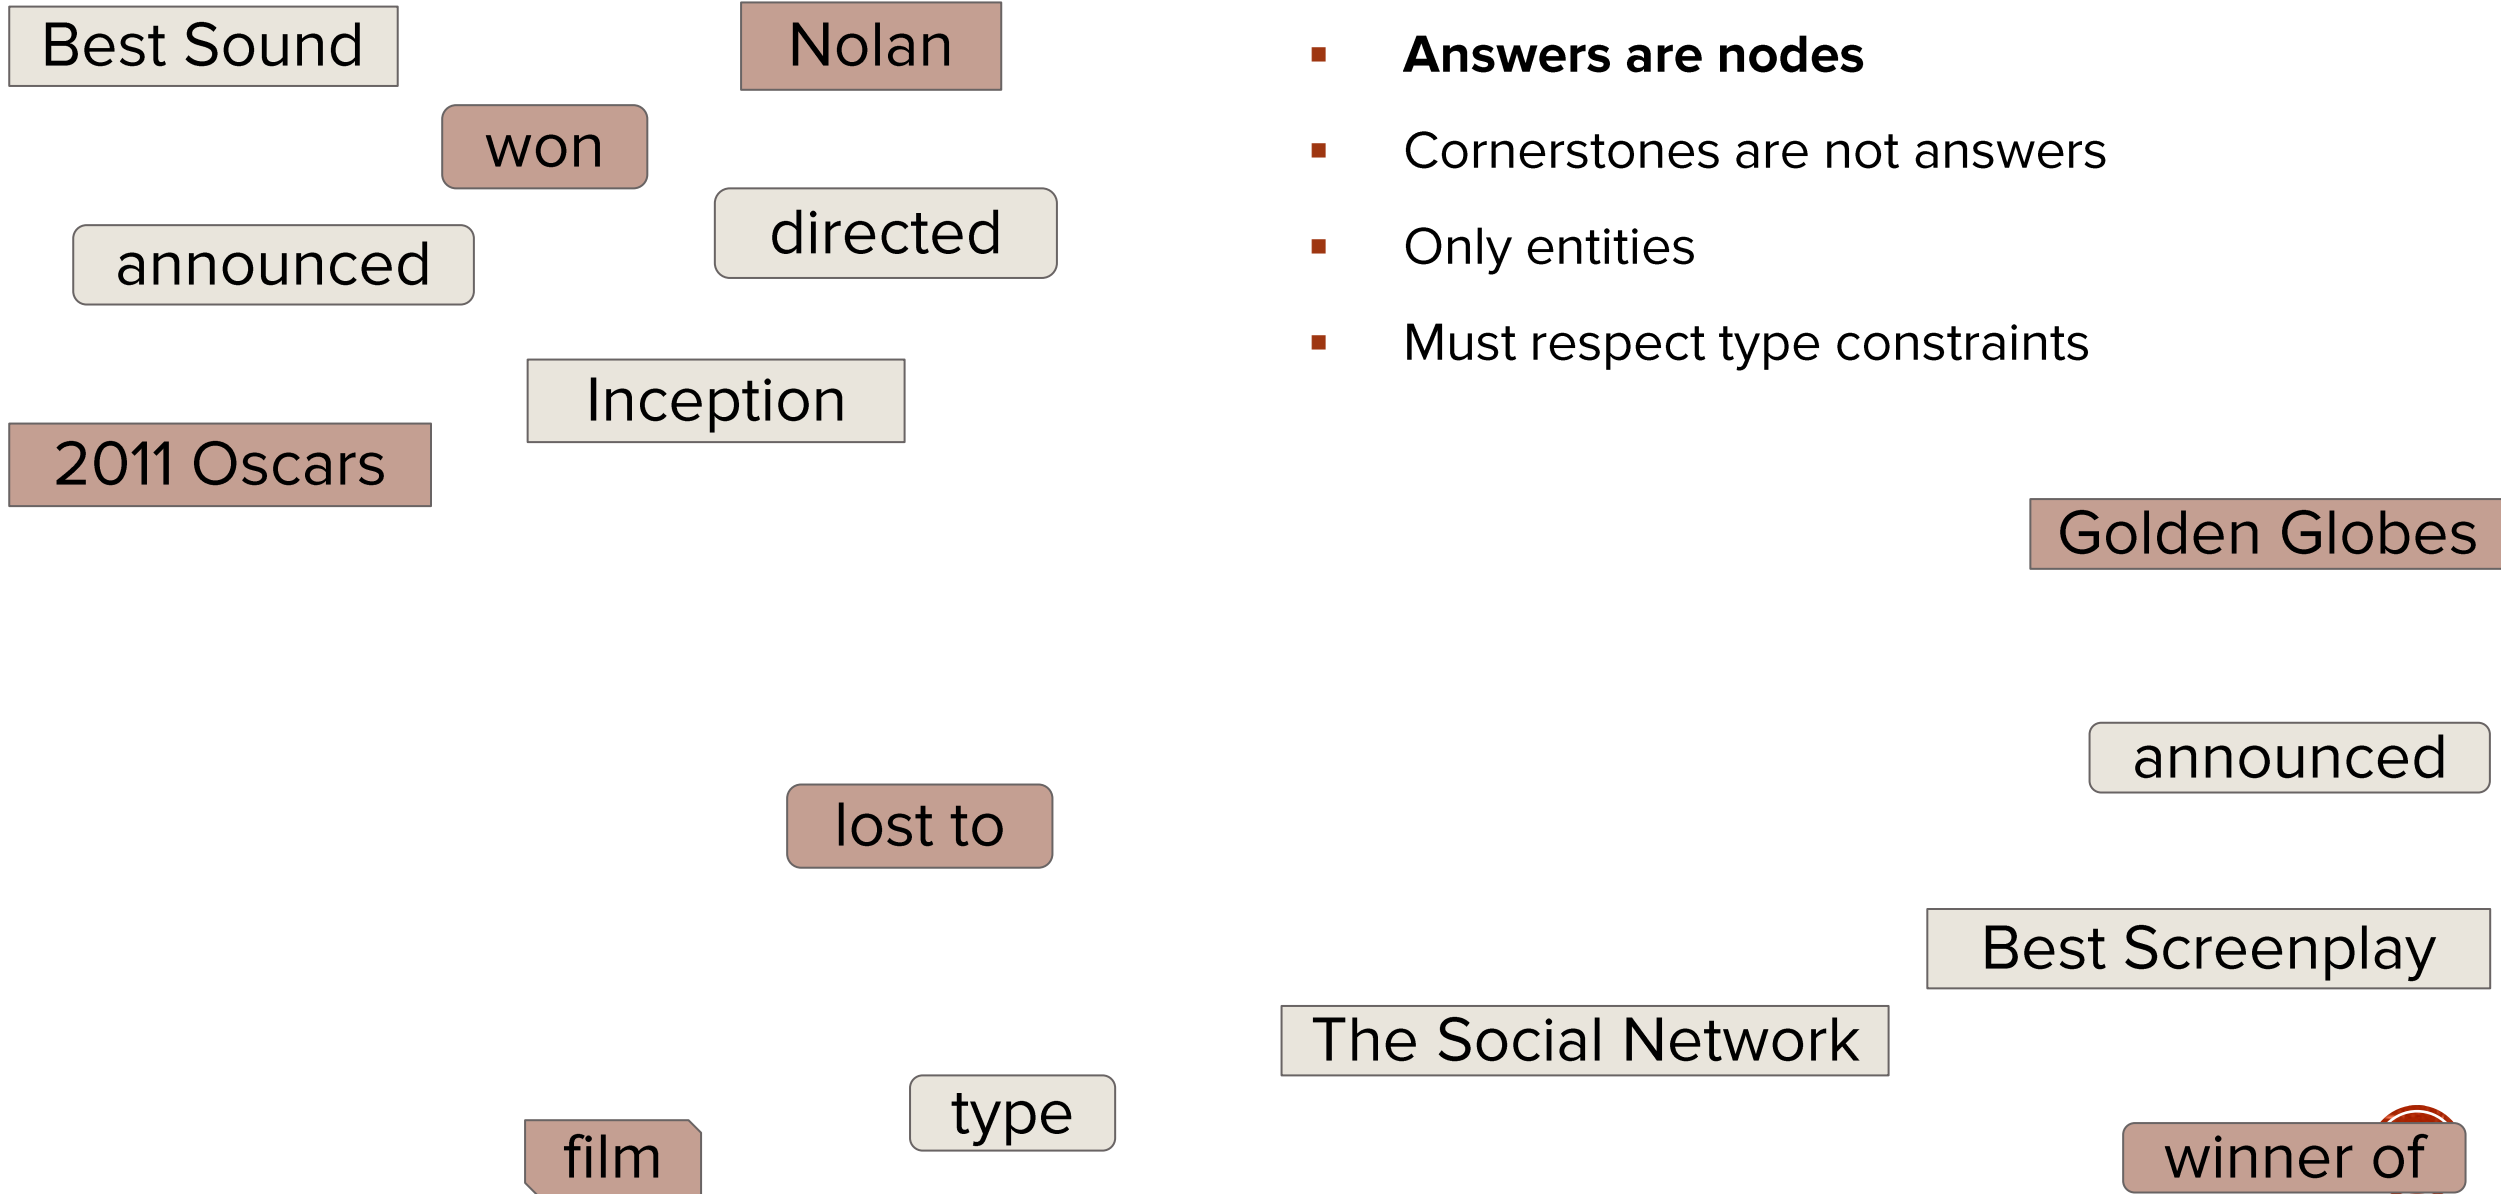 Best Sound
Nolan
won
directed
announced
Inception
2011 Oscars
Answers are nodes
Cornerstones are not answers
Only entities
Must respect type constraints
Golden Globes
announced
lost to
Best Screenplay
The Social Network
type
film
winner of